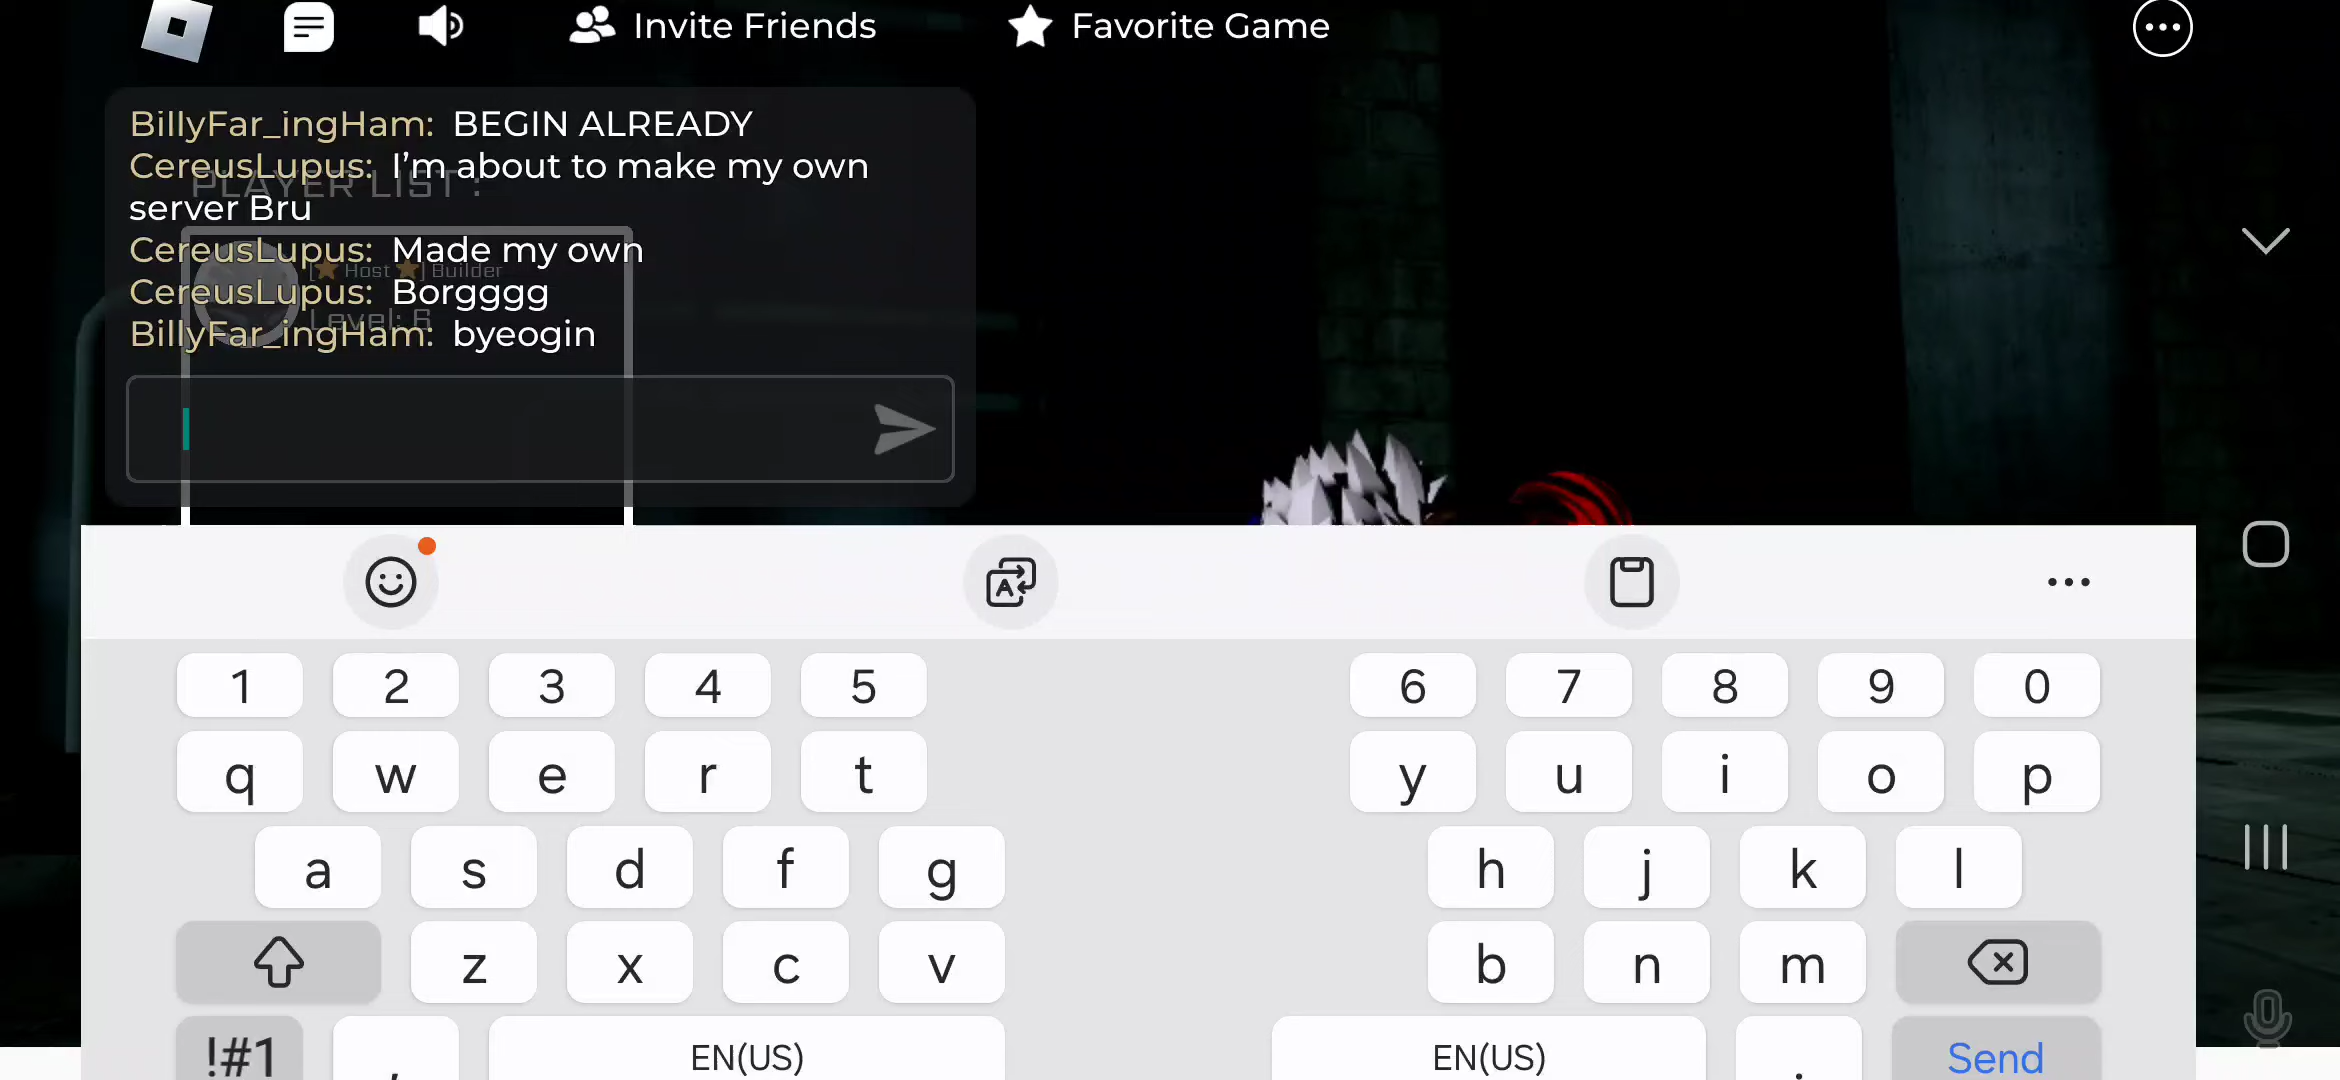 Invite Friends
Favorite Game
BillyFar_ingHam: BEGIN ALREADY
CereusLupus: I'm about to make my own
server Bru
PLAYER LIST :
CereusLupus: Made my own
[⭐ Host ⭐] Builder
CereusLupus: Borgggg
Level: 6
BillyFar_ingHam: byeogin
1 2 3 4 5 6 7 8 9 0
q w e r t y u i o p
a s d f g h j k l
z x c v b n m
!#1 , EN(US) EN(US) . Send